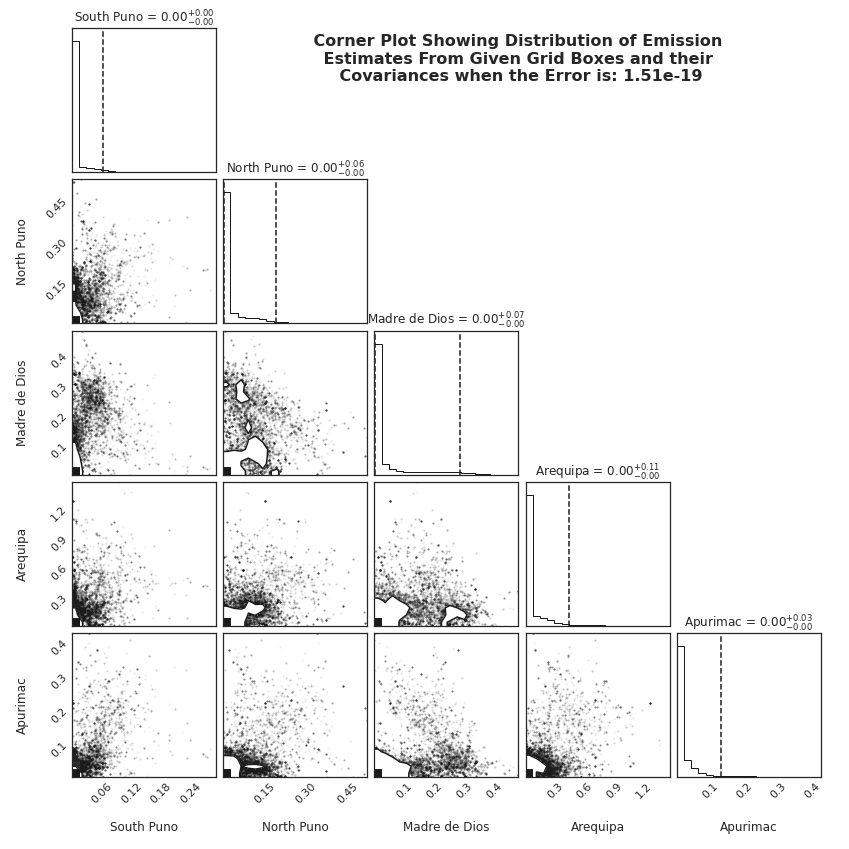 South Puno = 0.00+0.00−0.00
Corner Plot Showing Distribution of Emission
Estimates From Given Grid Boxes and their
Covariances when the Error is: 1.51e-19
North Puno = 0.00+0.06−0.00
North Puno
0.45
0.30
0.15
Madre de Dios = 0.00+0.07−0.00
Madre de Dios
0.4
0.3
0.2
0.1
Arequipa = 0.00+0.11−0.00
Arequipa
1.2
0.9
0.6
0.3
Apurimac = 0.00+0.03−0.00
Apurimac
0.4
0.3
0.2
0.1
0.06 0.12 0.18 0.24 0.15 0.30 0.45 0.1 0.2 0.3 0.4 0.3 0.6 0.9 1.2 0.1 0.2 0.3 0.4
South Puno North Puno Madre de Dios Arequipa Apurimac